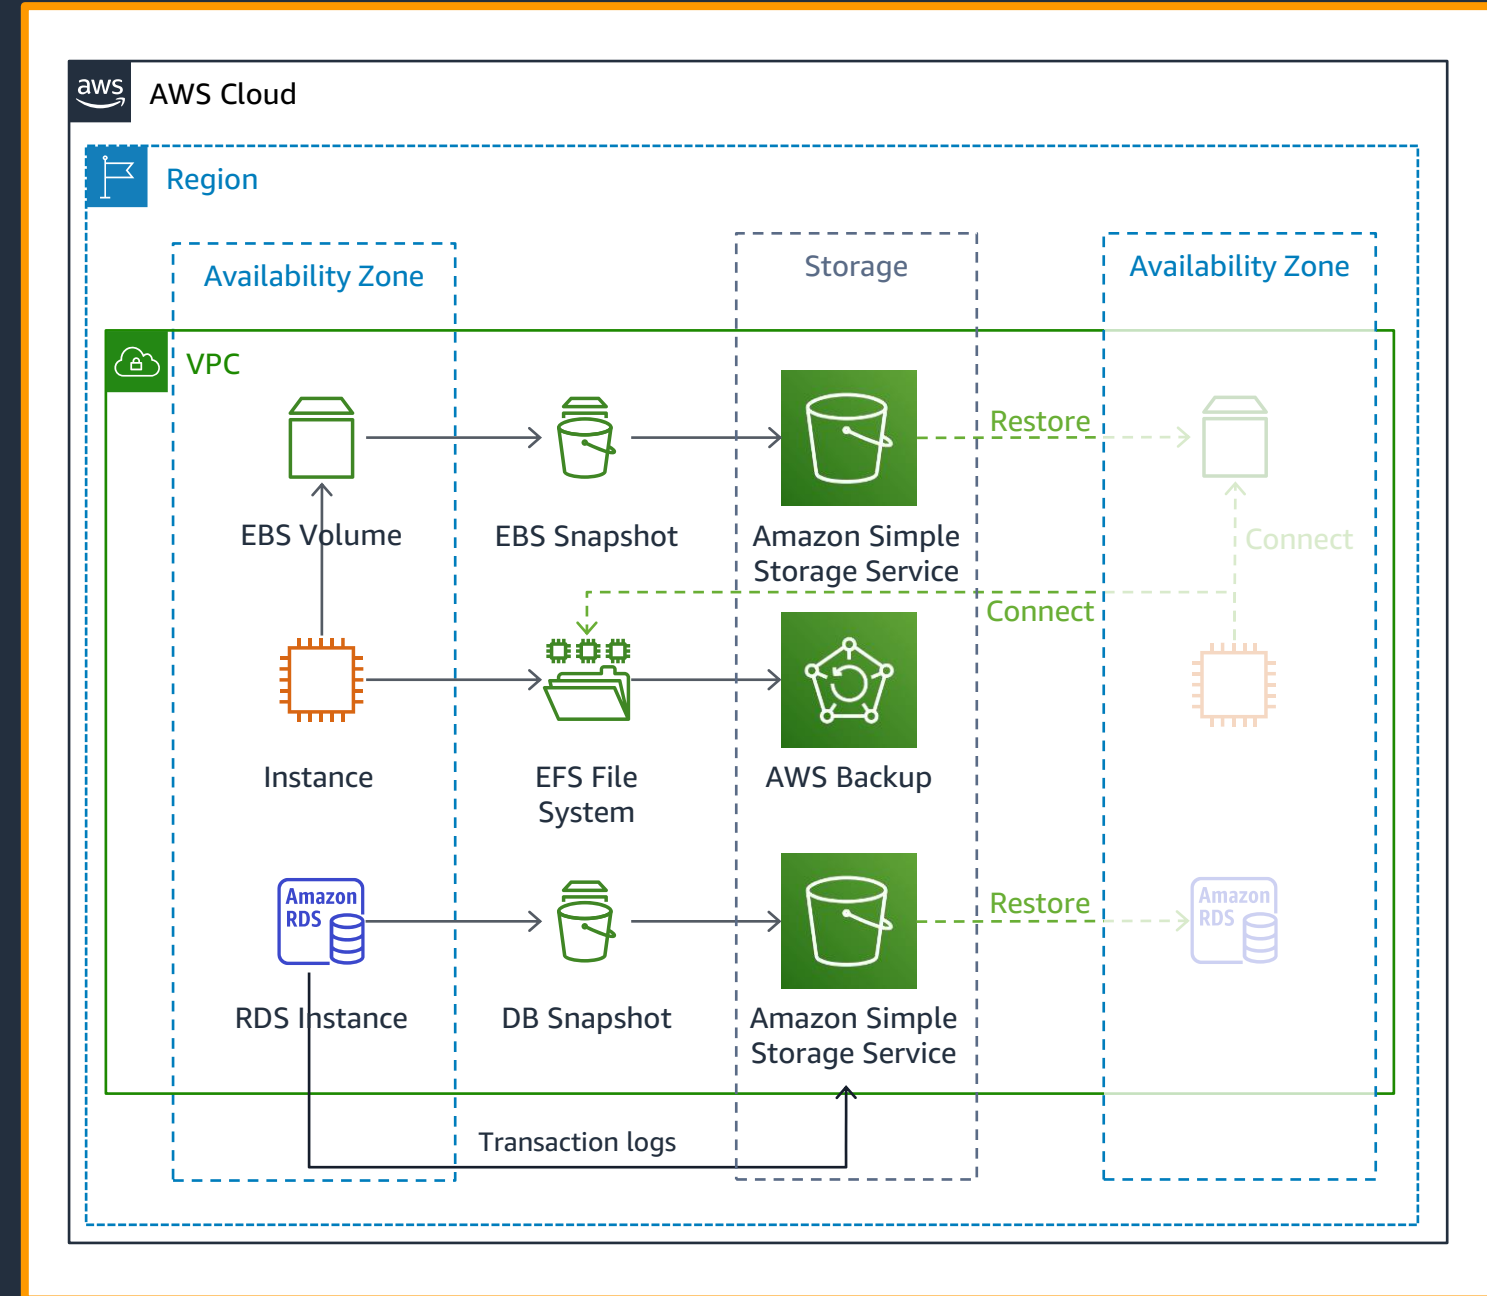 aws
AWS Cloud
Region
Availability Zone
Storage
Availability Zone
VPC
Restore
EBS Volume
EBS Snapshot
Amazon Simple
Storage Service
Connect
Connect
Instance
EFS File
System
AWS Backup
Amazon
RDS
Restore
Amazon
RDS
RDS Instance
DB Snapshot
Amazon Simple
Storage Service
Transaction logs